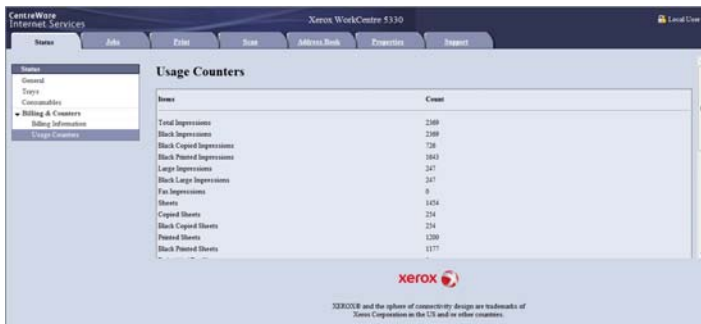 CentreWare
Internet Services
Xerox WorkCentre 5330
Local User
Status Jobs Print Scan Address Book Properties Support
Status
General
Trays
Consumables
Billing & Counters
Billing Information
Usage Counters
Usage Counters
Items Count
Total Impressions 2369
Black Impressions 2369
Black Copied Impressions 726
Black Printed Impressions 1643
Large Impressions 247
Black Large Impressions 247
Fax Impressions 0
Sheets 1454
Copied Sheets 254
Black Copied Sheets 254
Printed Sheets 1200
Black Printed Sheets 1177
xerox
XEROX® and the sphere of connectivity design are trademarks of
Xerox Corporation in the US and/or other countries.